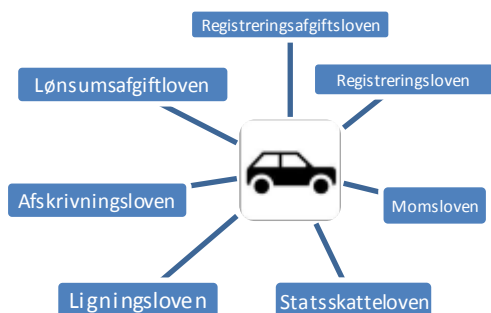 Registreringsafgiftsloven
Lønsumsafgiftloven
Registreringsloven
Afskrivningsloven
Momsloven
Ligningsloven
Statsskatteloven